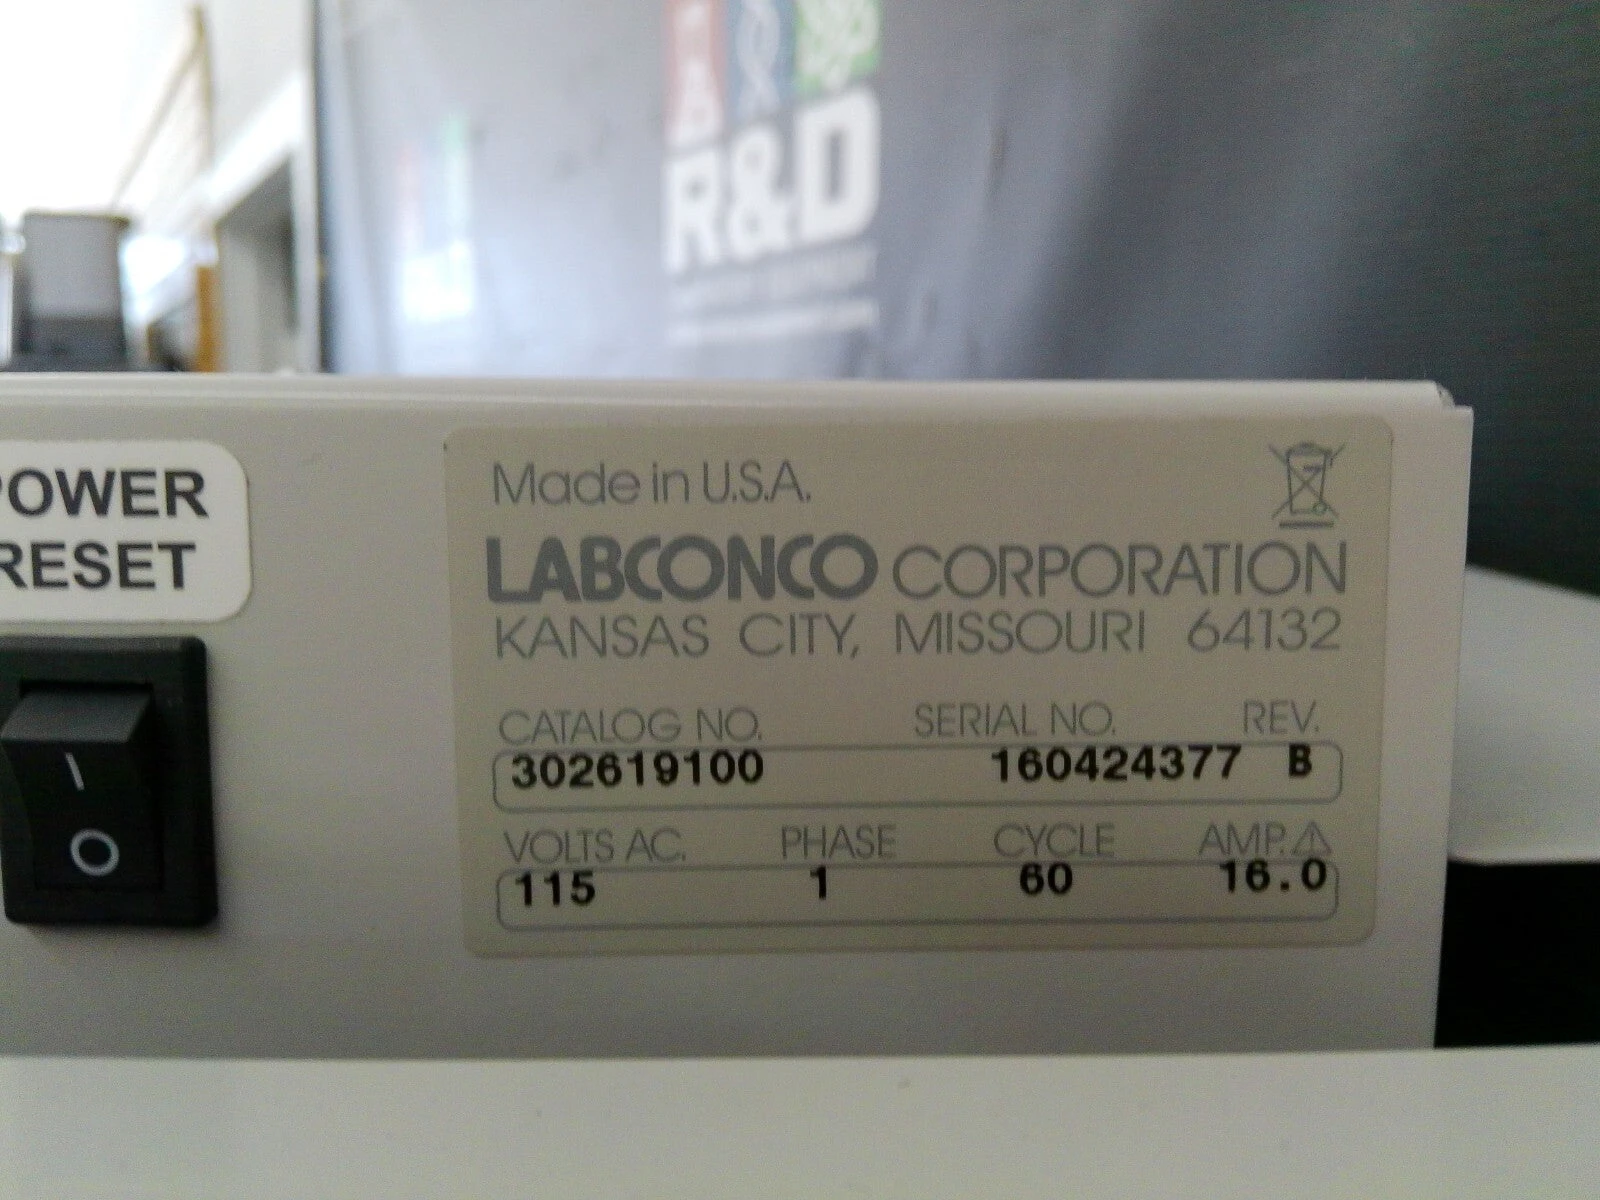 R&D
POWER
RESET
Made in U.S.A.
LABCONCO CORPORATION
KANSAS CITY, MISSOURI 64132
CATALOG NO. SERIAL NO. REV.
302619100 160424377 B
VOLTS AC. PHASE CYCLE AMP.
115 1 60 16.0